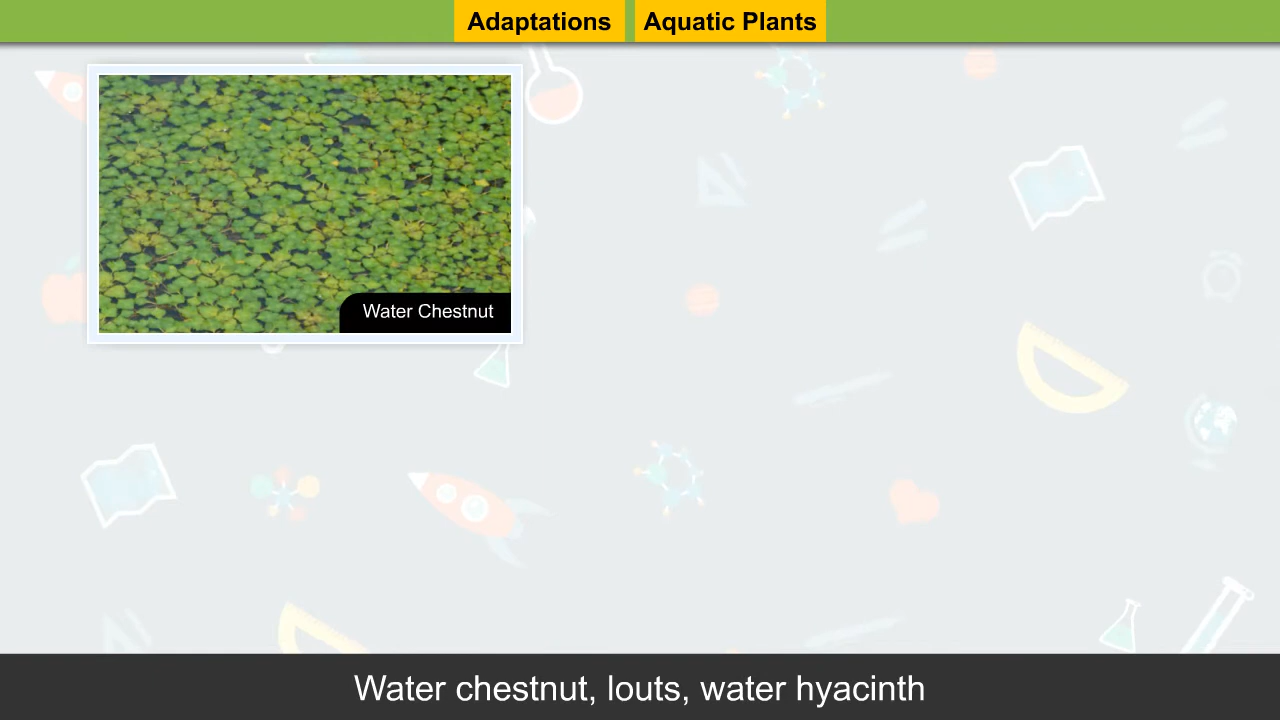 Adaptations Aquatic Plants
Water Chestnut
Water chestnut, louts, water hyacinth